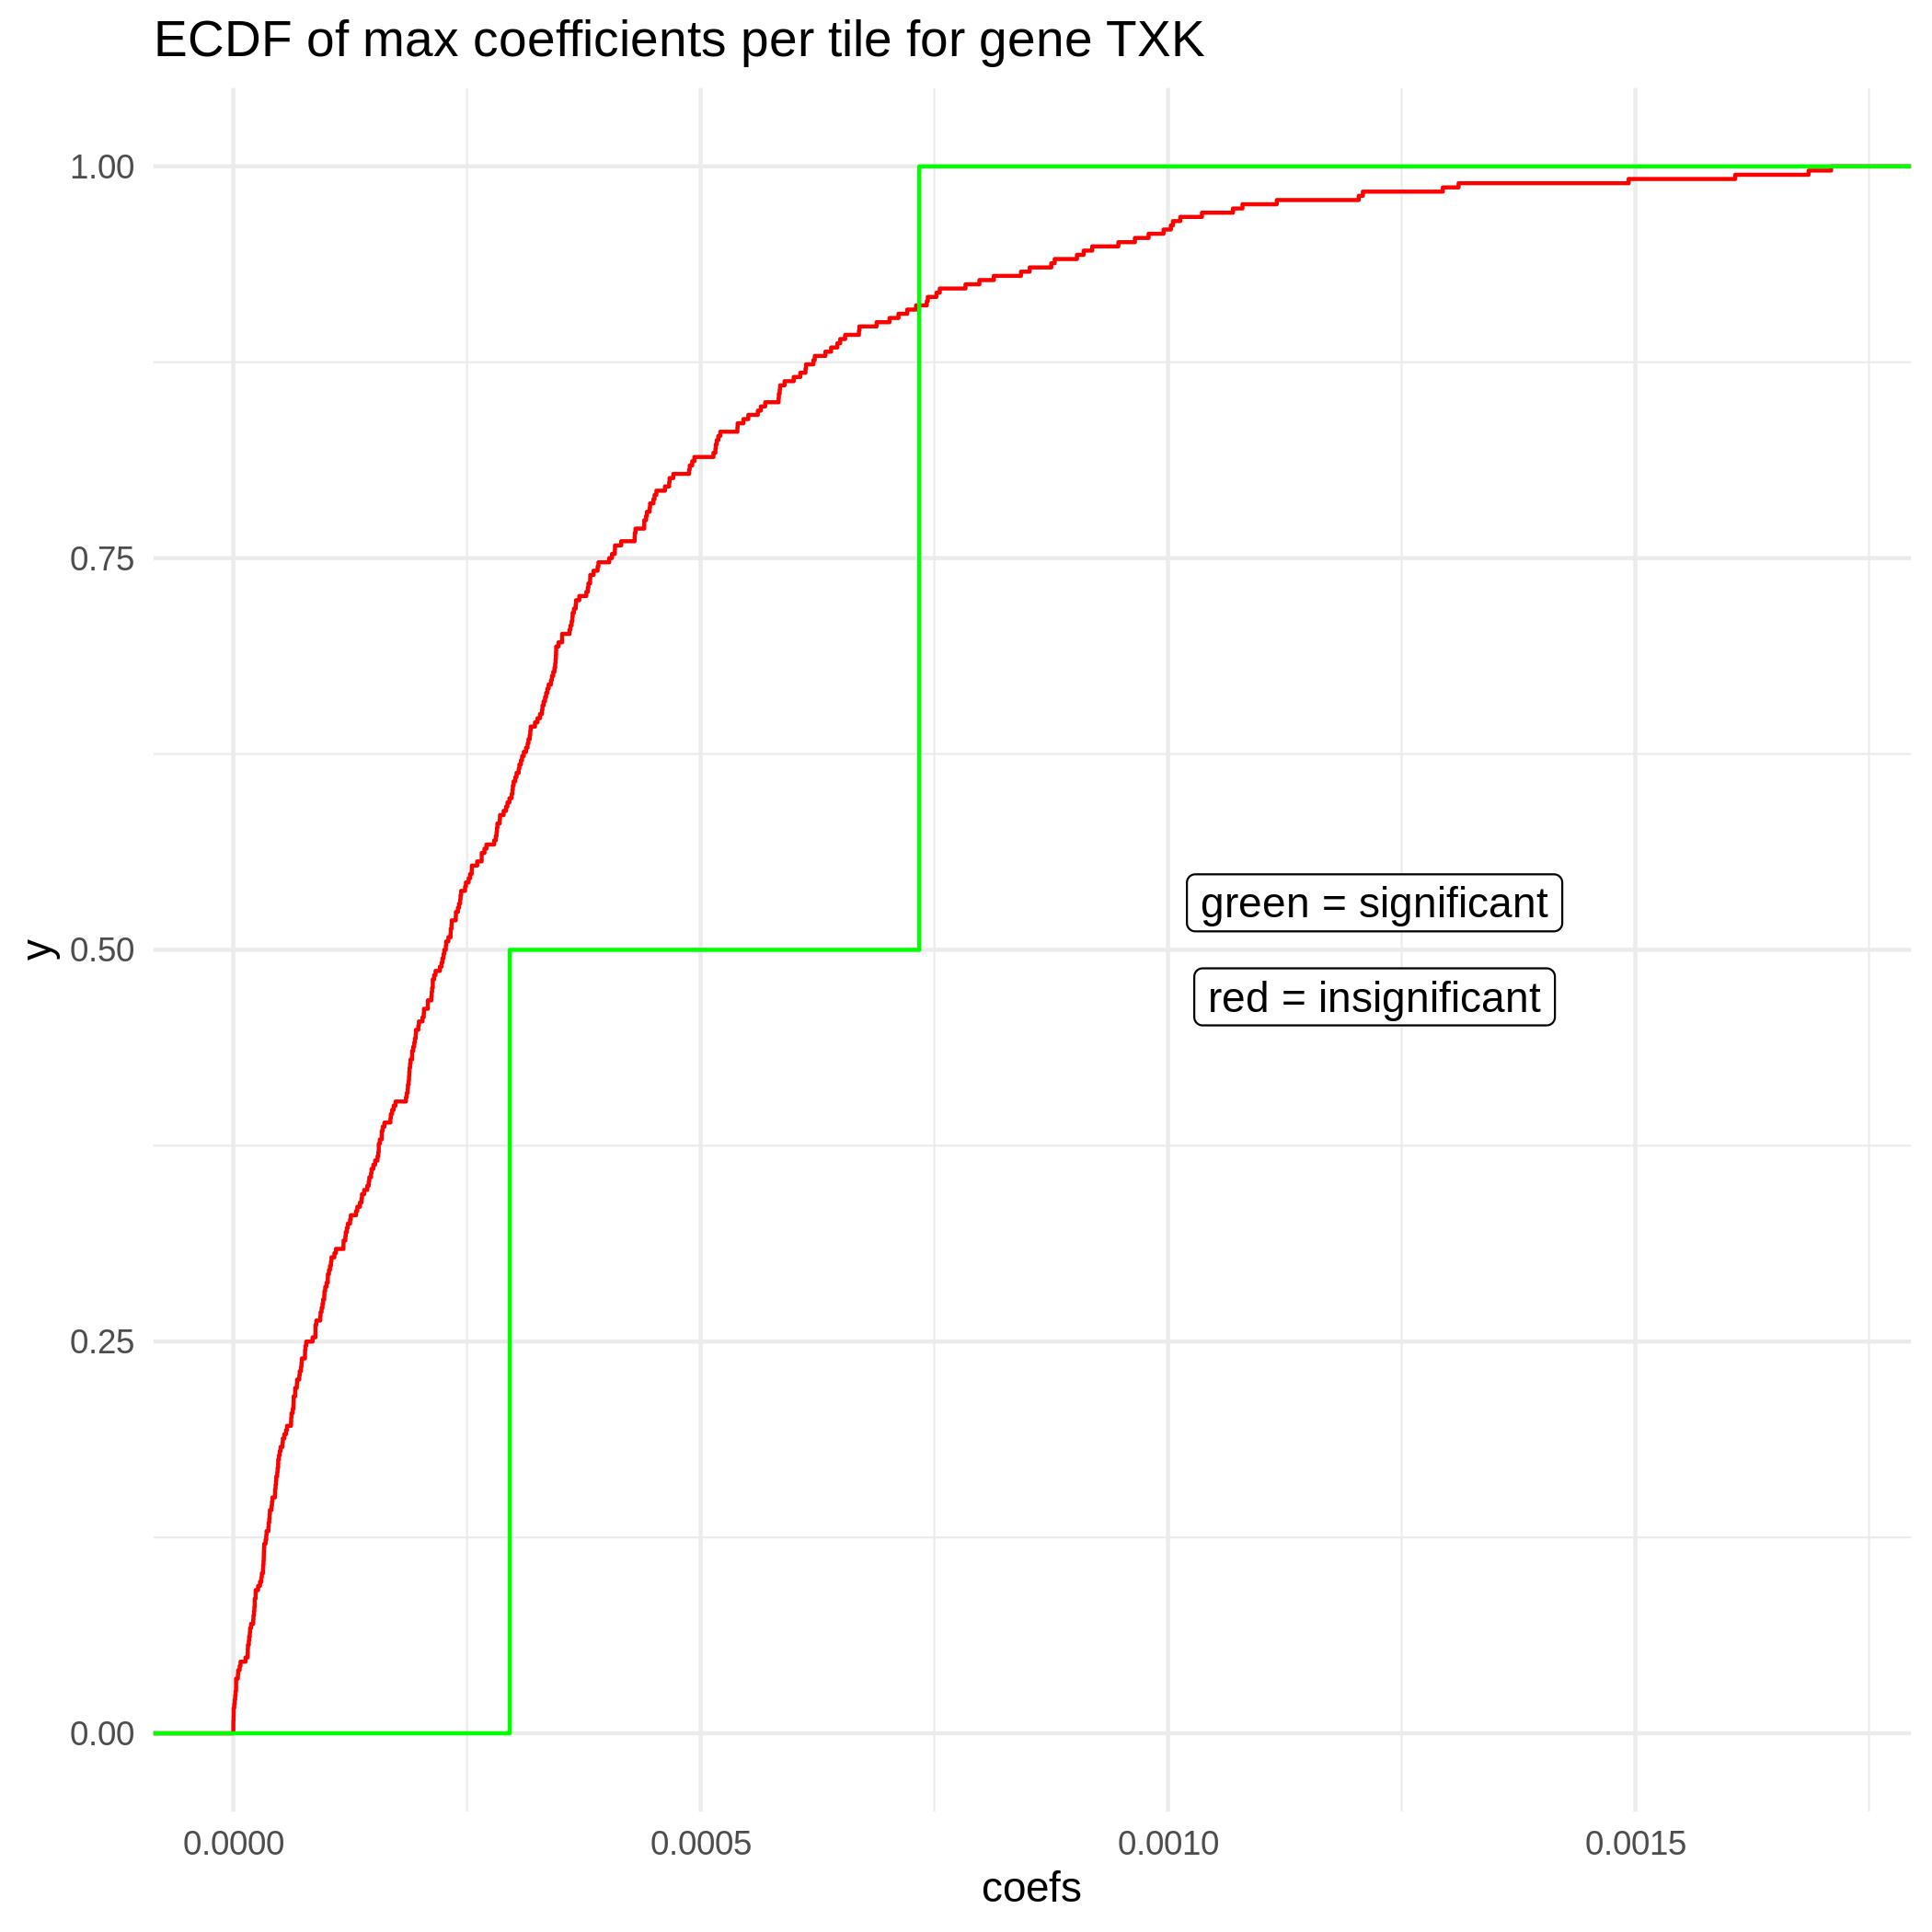 ECDF of max coefficients per tile for gene TXK
1.00
0.75
0.50
0.25
0.00
y
green = significant
red = insignificant
0.0000 0.0005 0.0010 0.0015
coefs